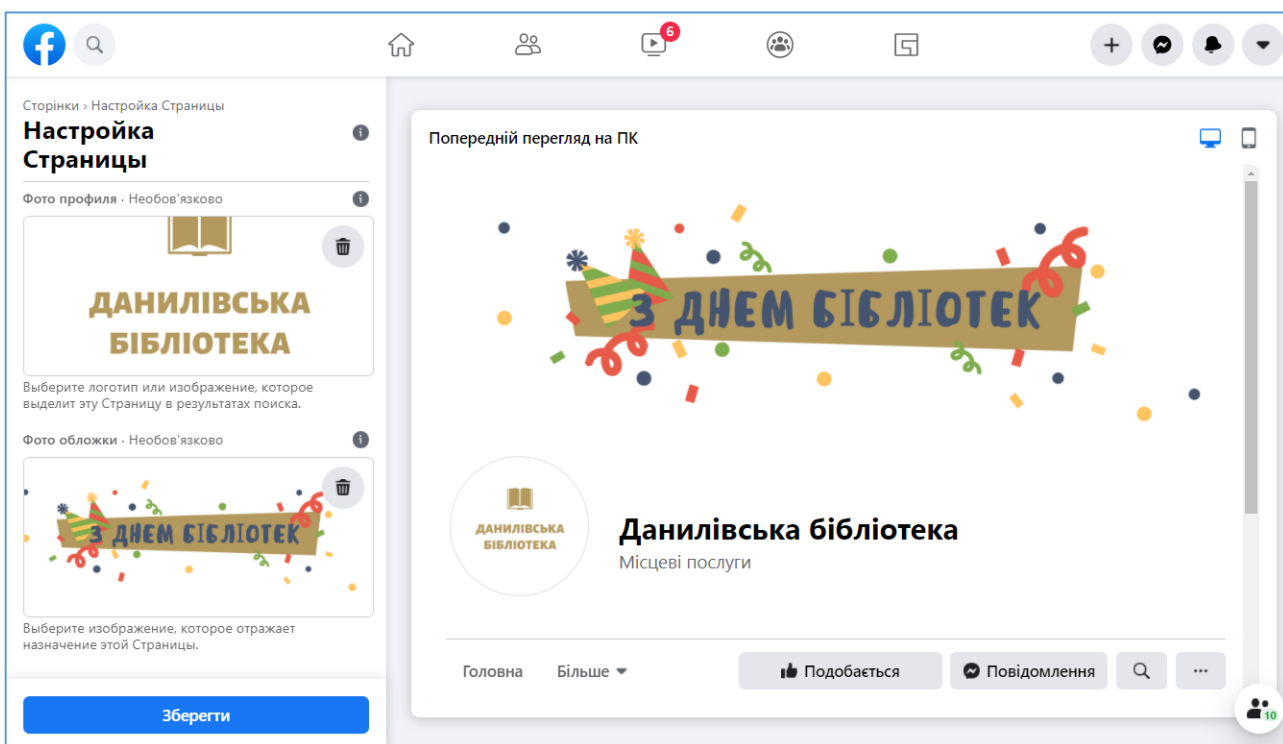 6
Сторінки › Настройка Страницы
Настройка
Страницы
Фото профиля · Необов'язково
ДАНИЛІВСЬКА
БІБЛІОТЕКА
Выберите логотип или изображение, которое
выделит эту Страницу в результатах поиска.
Фото обложки · Необов'язково
З ДНЕМ БІБЛІОТЕК
Выберите изображение, которое отражает
назначение этой Страницы.
Зберегти
Попередній перегляд на ПК
З ДНЕМ БІБЛІОТЕК
ДАНИЛІВСЬКА
БІБЛІОТЕКА
Данилівська бібліотека
Місцеві послуги
Головна Більше Подобається Повідомлення
10